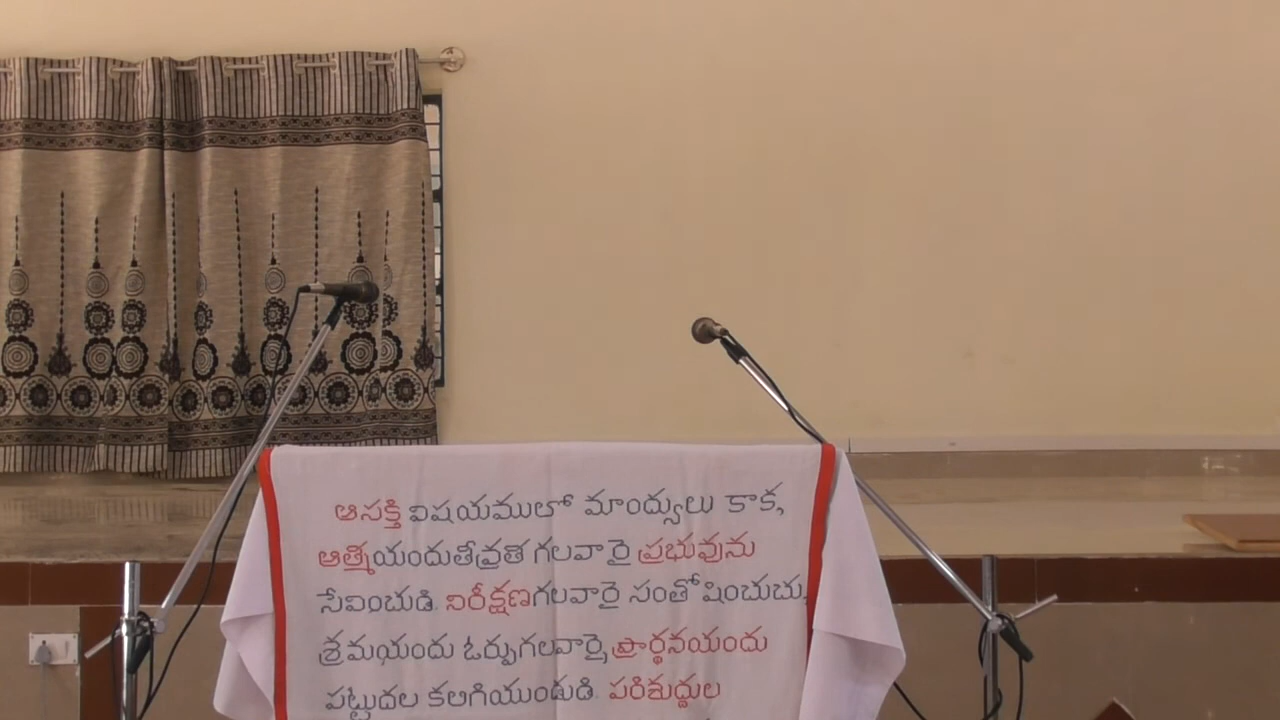 ఆసక్తి విషయములో మాంద్యులు కాక,
ఆత్మయందుతీవ్రత గలవారై ప్రభువును
సేవించుడి. నిరీక్షణగలవారై సంతోషించుచు,
శ్రమయందు ఓర్పుగలవారై, ప్రార్థనయందు
పట్టుదల కలిగియుండుడి. పరిశుద్ధుల